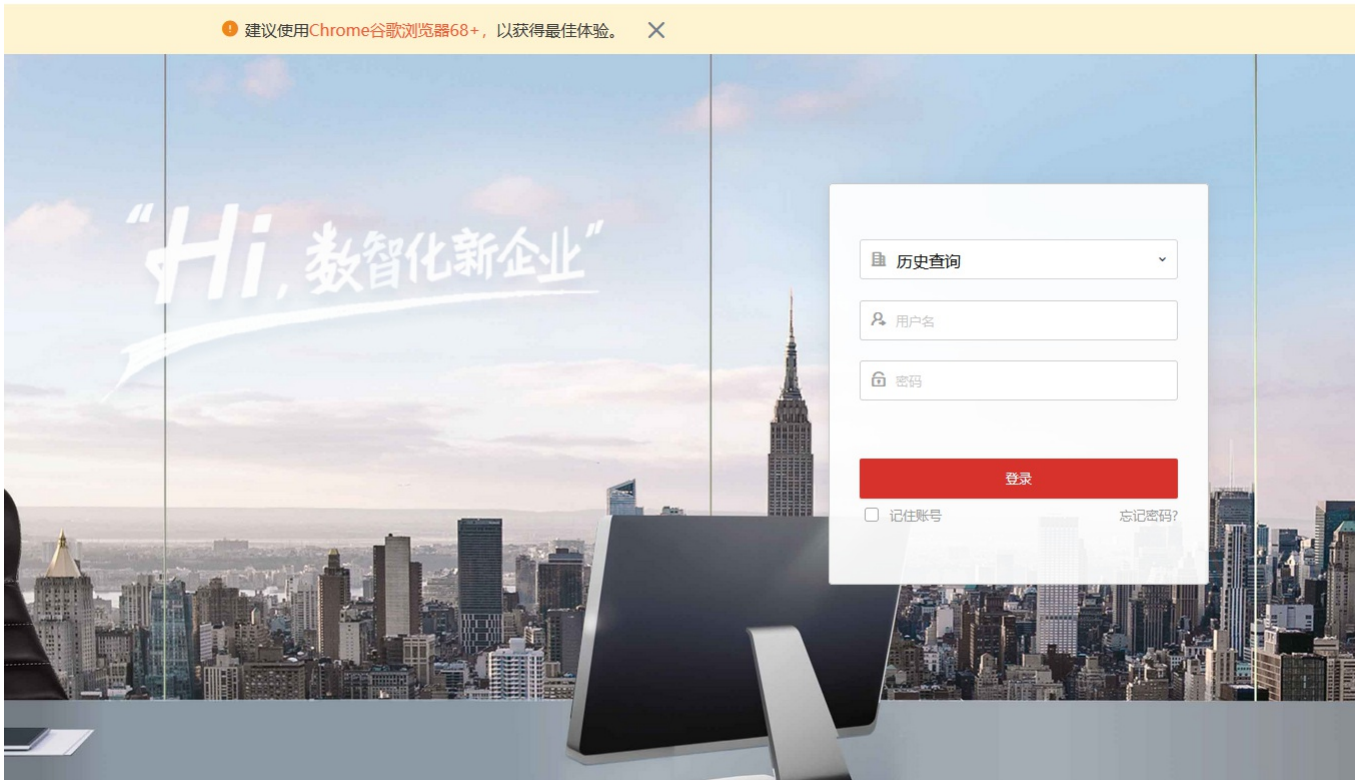 建议使用Chrome谷歌浏览器68+，以获得最佳体验。
“Hi,数智化新企业”
历史查询
用户名
密码
登录
记住账号
忘记密码?